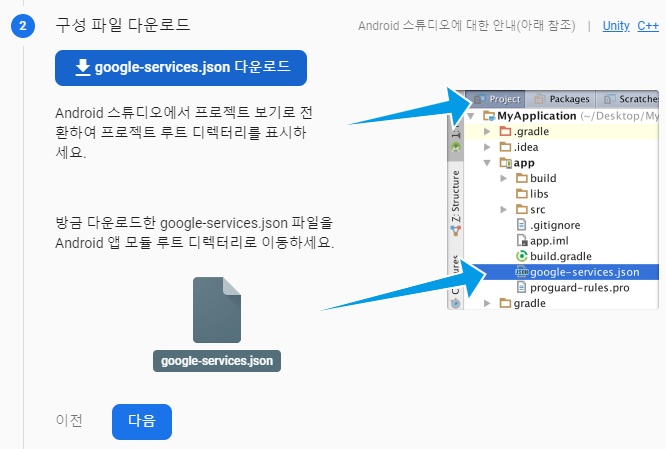 2 구성 파일 다운로드 Android 스튜디오에 대한 안내(아래 참조) | Unity C++
google-services.json 다운로드
Android 스튜디오에서 프로젝트 보기로 전
환하여 프로젝트 루트 디렉터리를 표시하
세요.
방금 다운로드한 google-services.json 파일을
Android 앱 모듈 루트 디렉터리로 이동하세요.
google-services.json
Project Packages Scratches
MyApplication (~/Desktop/My
.gradle
.idea
app
build
libs
src
.gitignore
app.iml
build.gradle
google-services.json
proguard-rules.pro
gradle
1:
Z: Structure
이전 다음